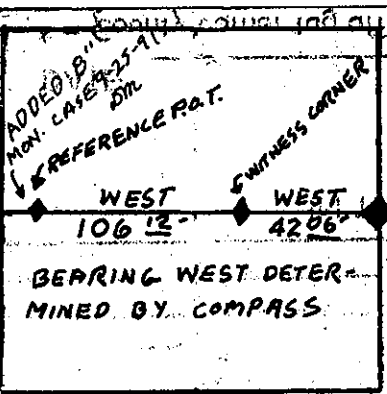 ADDED 8"
MON. CASE 9-25-91
DM
REFERENCE P.O.T.
WITNESS CORNER
WEST
106 12-
WEST
42 06-
BEARING WEST DETER-
MINED BY COMPASS